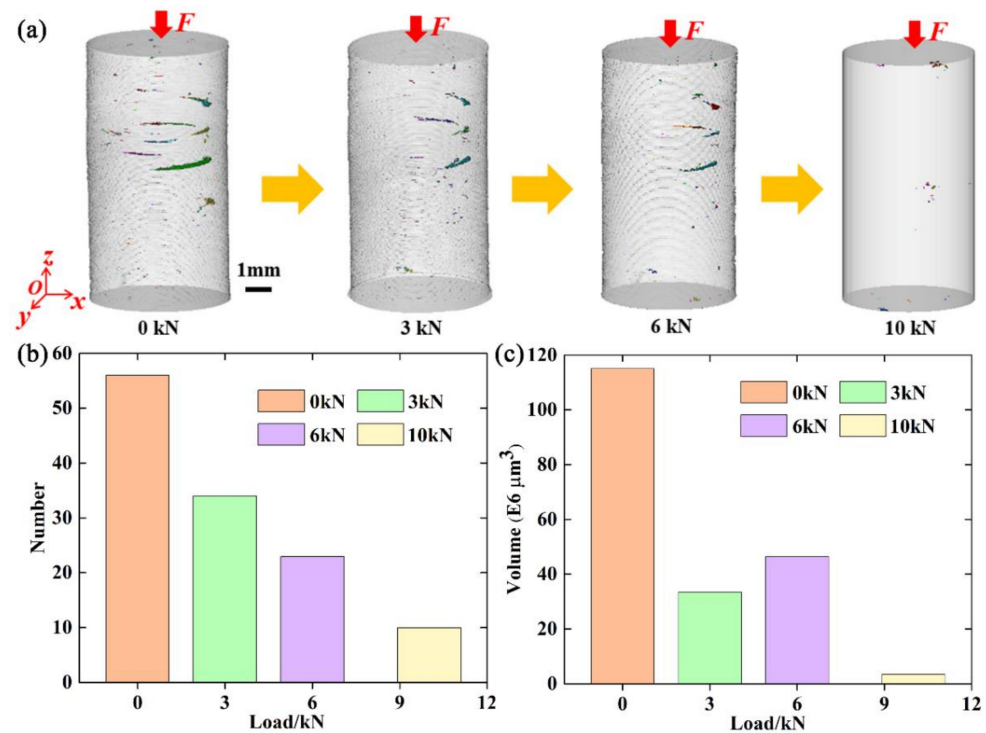 (a)
F F F F
z
O x
y
1mm
0 kN 3 kN 6 kN 10 kN
(b)
60
50
40
30
20
10
0
Number
0kN 3kN
6kN 10kN
0 3 6 9 12
Load/kN
(c)
120
100
80
60
40
20
0
Volume (E6 μm³)
0kN 3kN
6kN 10kN
0 3 6 9 12
Load/kN